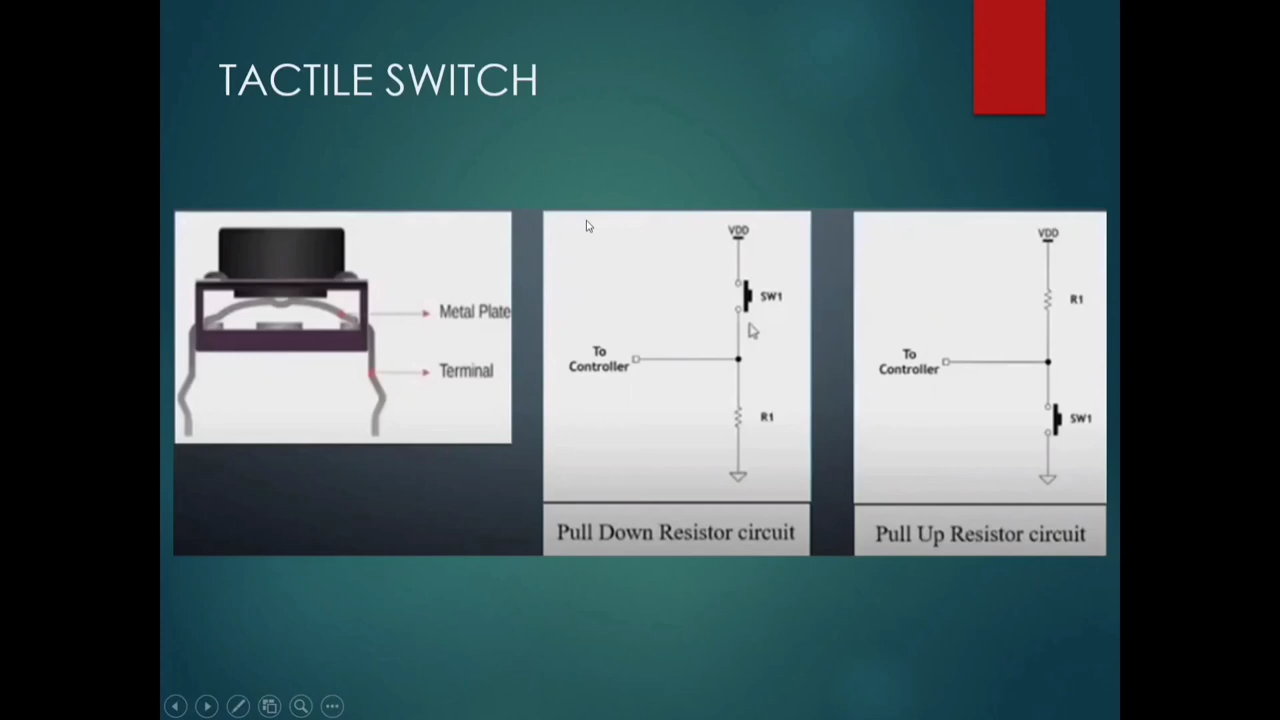 TACTILE SWITCH
Metal Plate
Terminal
VDD
SW1
To
Controller
R1
Pull Down Resistor circuit
VDD
R1
To
Controller
SW1
Pull Up Resistor circuit